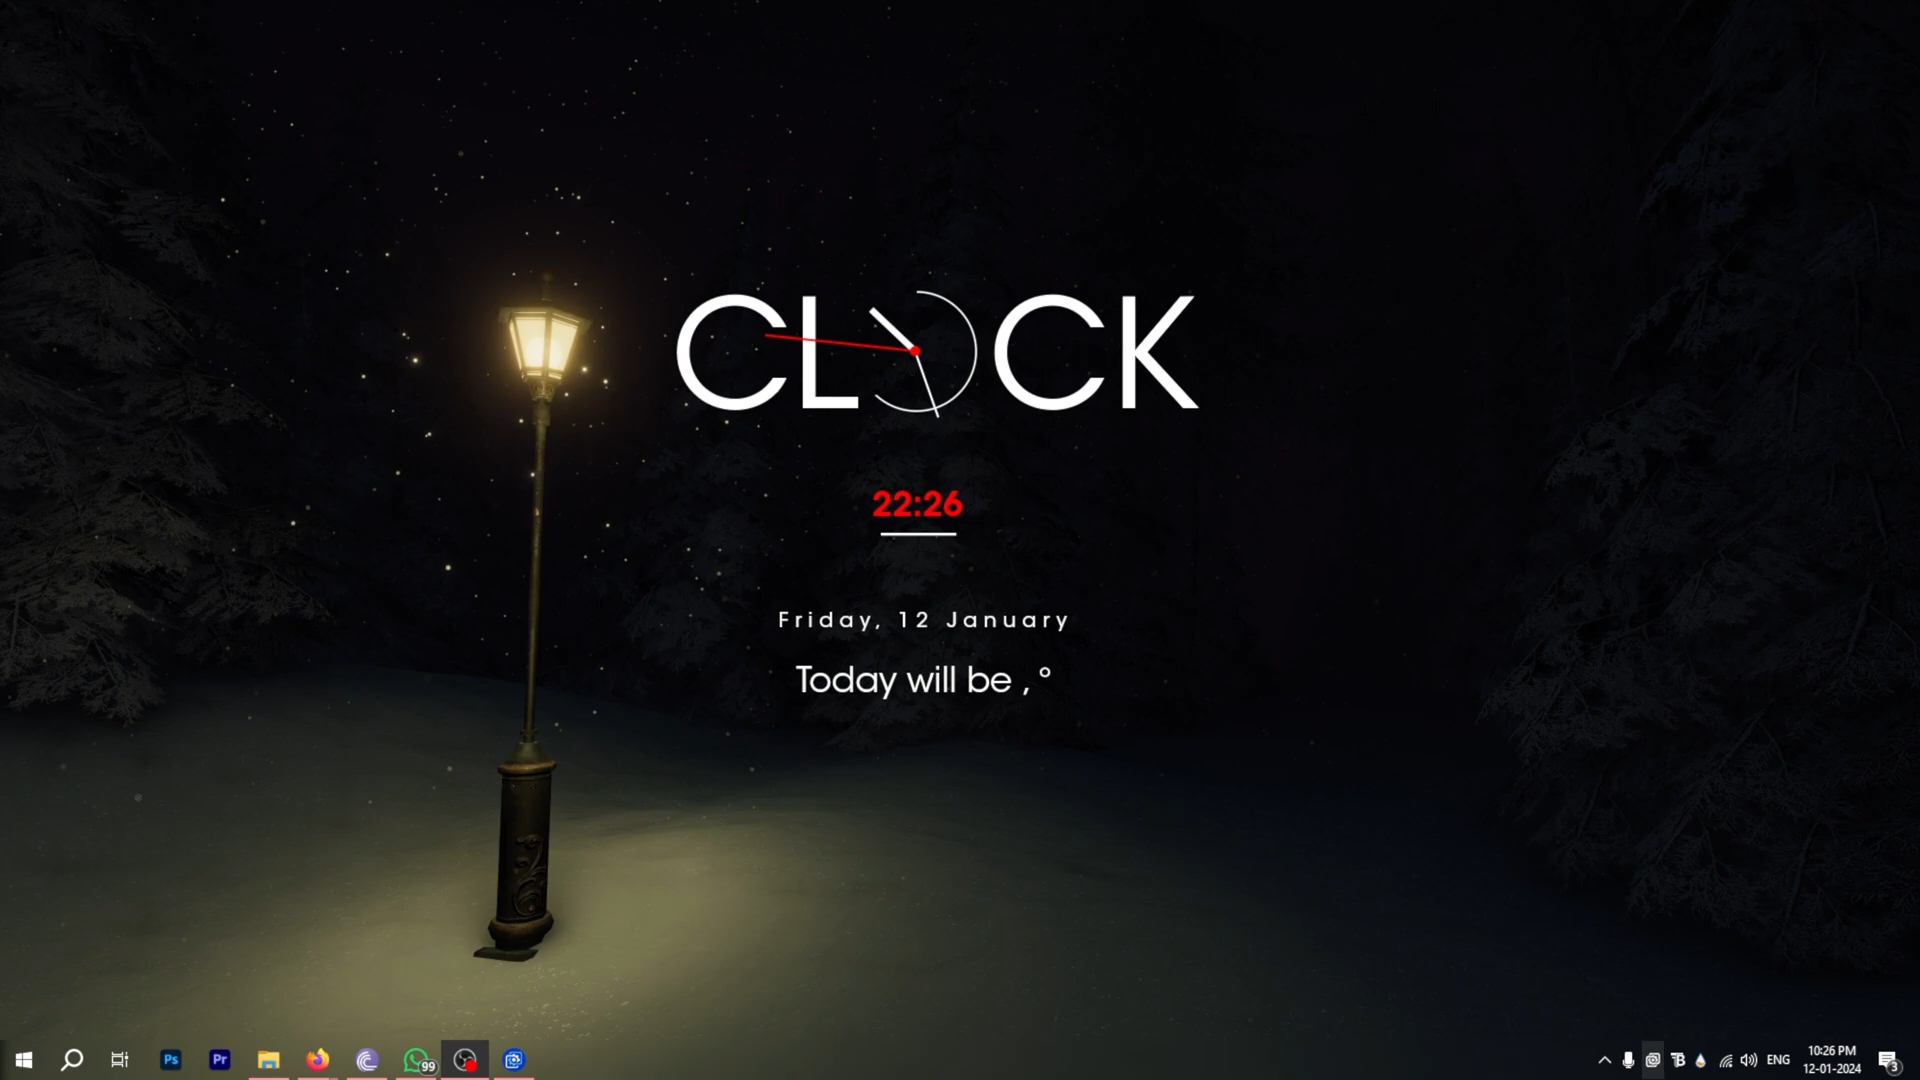 CLOCK
22:26
Friday, 12 January
Today will be , °
Ps
Pr
99
ENG
10:26 PM
12-01-2024
3